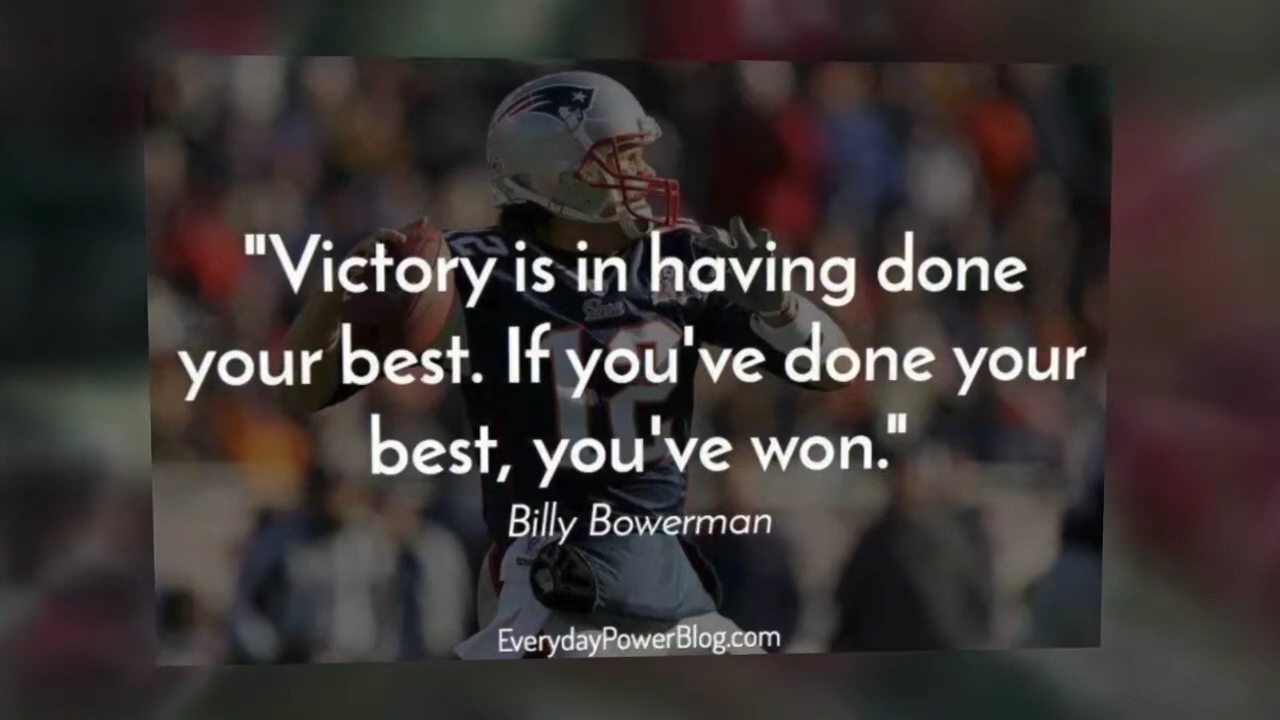 "Victory is in having done
your best. If you've done your
best, you've won."
Billy Bowerman
EverydayPowerBlog.com
12